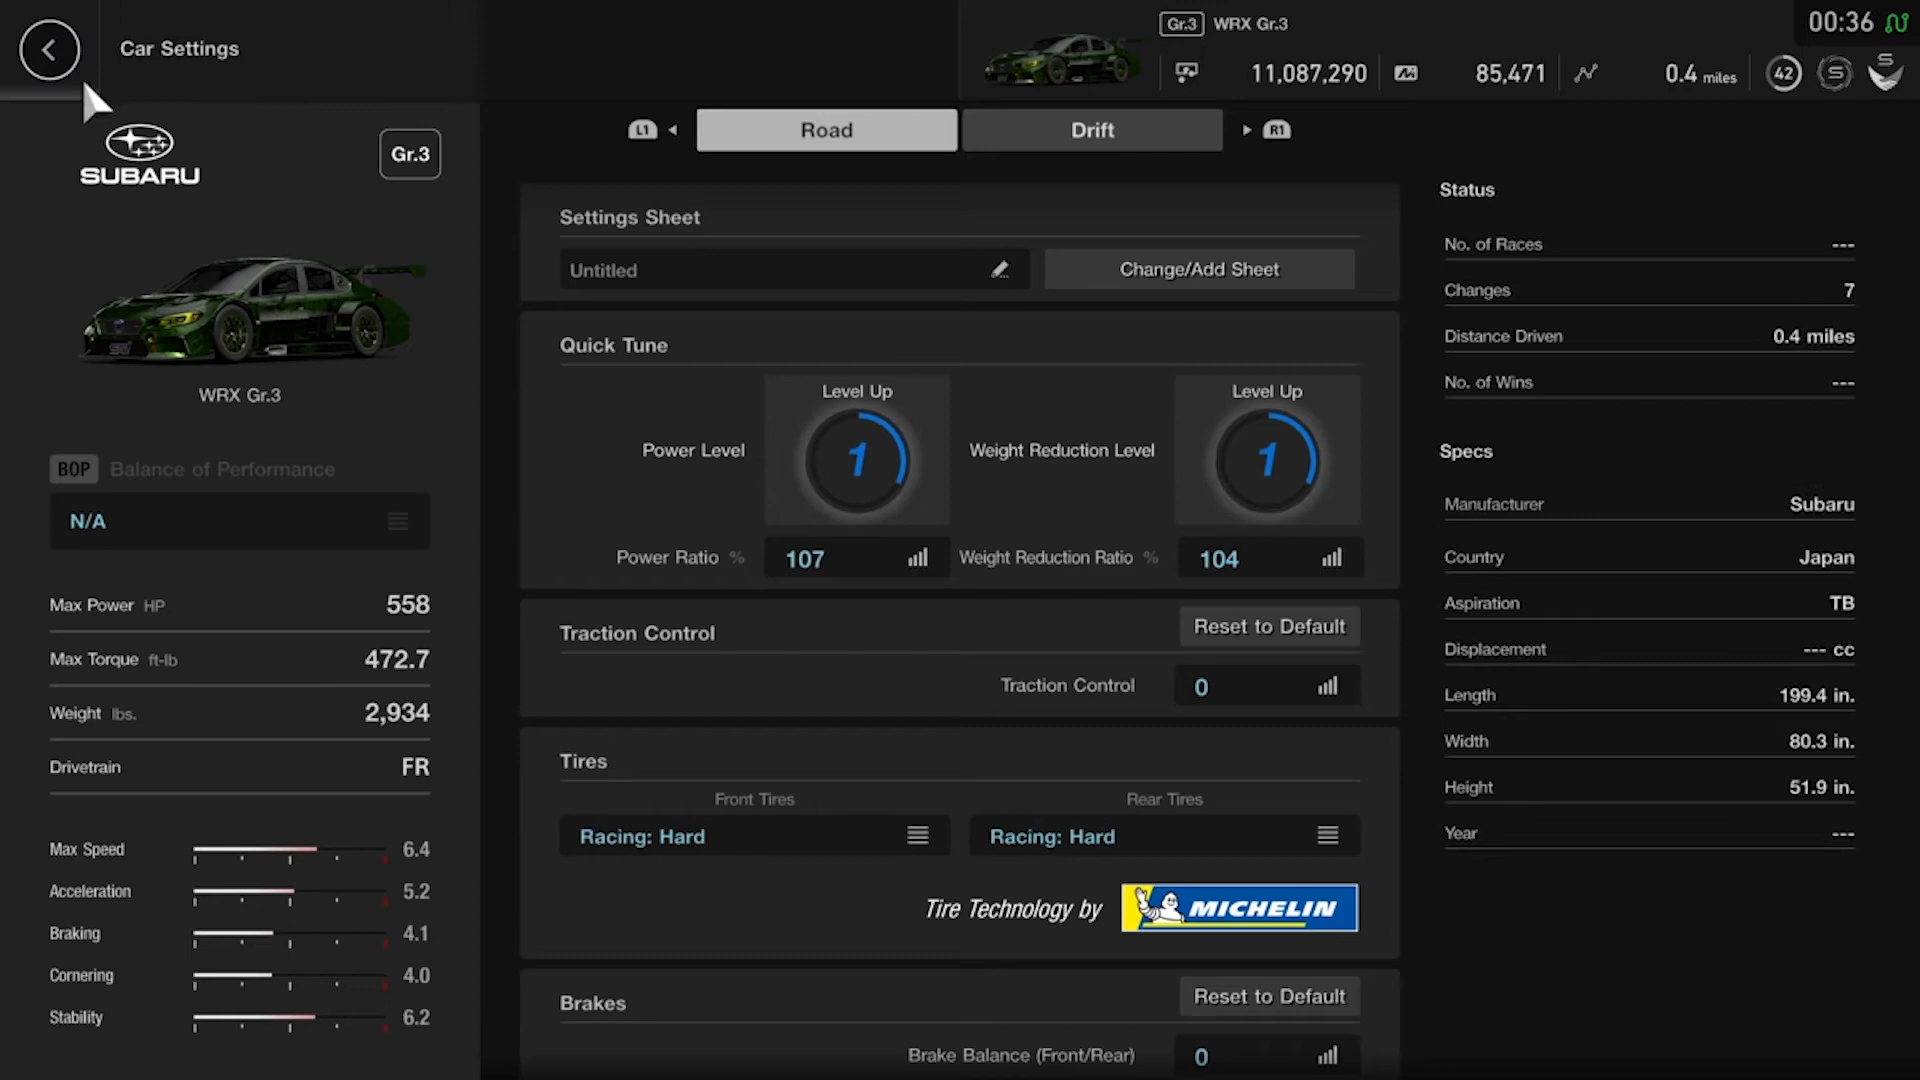 Car Settings
Gr.3 WRX Gr.3
11,087,290
85,471
0.4 miles
42
00:36
SUBARU
Gr.3
WRX Gr.3
BOP Balance of Performance
N/A
Max Power HP 558
Max Torque ft-lb 472.7
Weight lbs. 2,934
Drivetrain FR
Max Speed 6.4
Acceleration 5.2
Braking 4.1
Cornering 4.0
Stability 6.2
L1 Road Drift R1
Settings Sheet
Untitled Change/Add Sheet
Quick Tune
Level Up Level Up
Power Level 1 Weight Reduction Level 1
Power Ratio % 107 Weight Reduction Ratio % 104
Traction Control Reset to Default
Traction Control 0
Tires
Front Tires Rear Tires
Racing: Hard Racing: Hard
Tire Technology by MICHELIN
Brakes Reset to Default
Brake Balance (Front/Rear) 0
Status
No. of Races ---
Changes 7
Distance Driven 0.4 miles
No. of Wins ---
Specs
Manufacturer Subaru
Country Japan
Aspiration TB
Displacement --- cc
Length 199.4 in.
Width 80.3 in.
Height 51.9 in.
Year ---